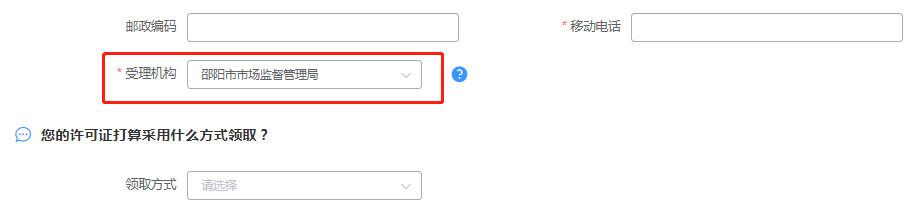 邮政编码 * 移动电话
* 受理机构 邵阳市市场监督管理局 ?
您的许可证打算采用什么方式领取？
领取方式 请选择